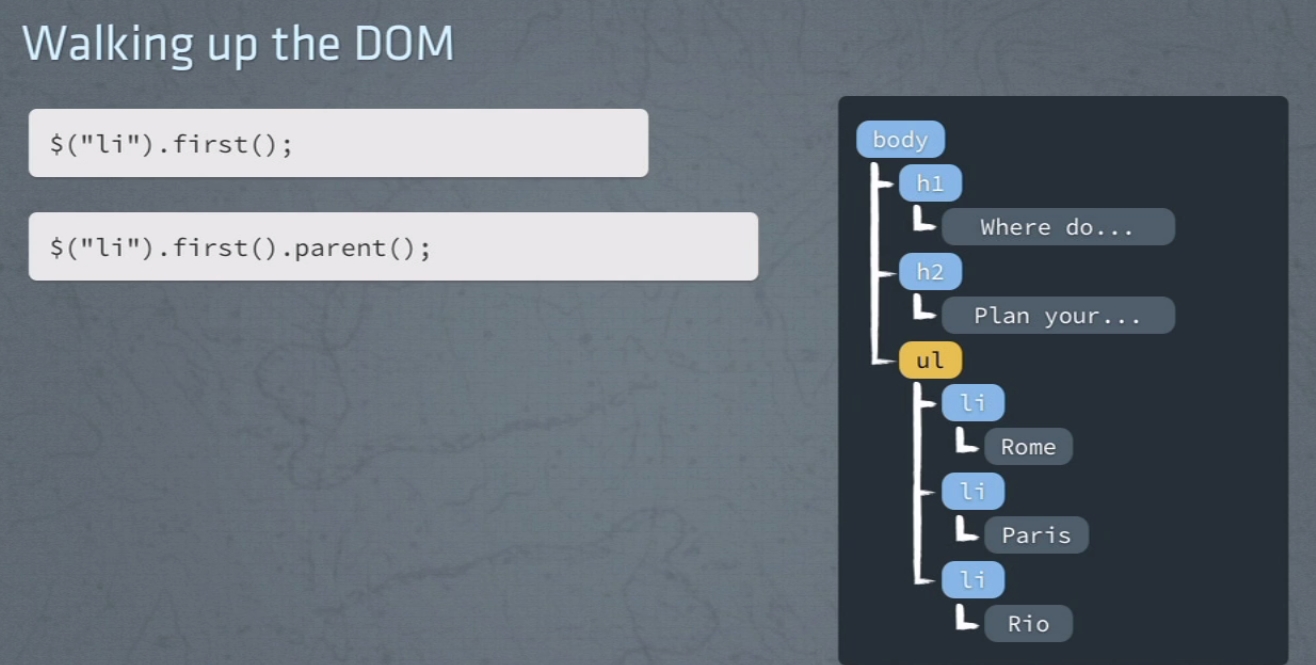 Walking up the DOM
$("li").first();
$("li").first().parent();
body
h1
Where do...
h2
Plan your...
ul
li
Rome
li
Paris
li
Rio